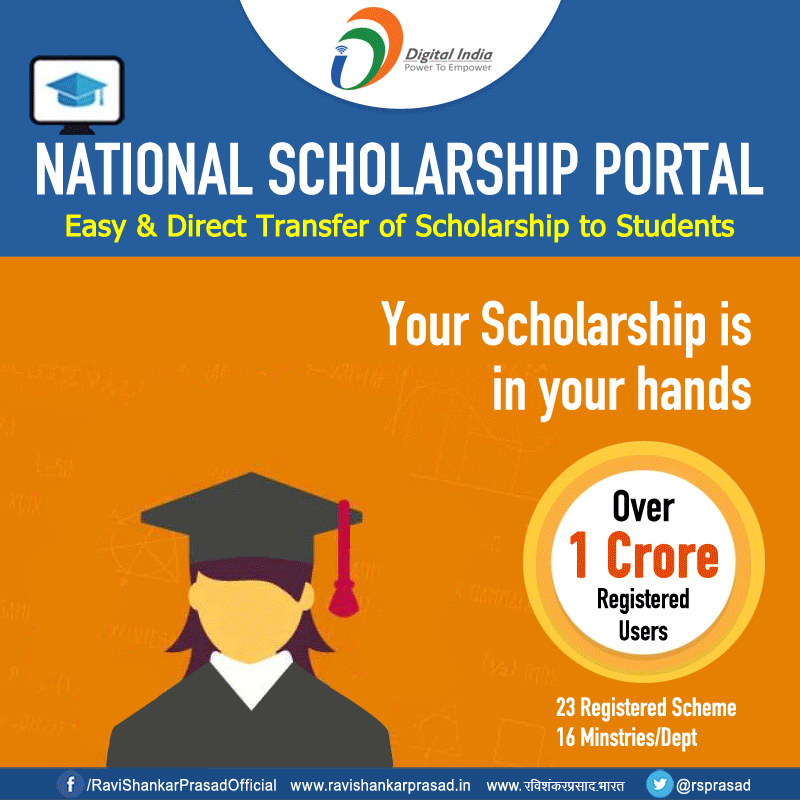 Digital India
Power To Empower
NATIONAL SCHOLARSHIP PORTAL
Easy & Direct Transfer of Scholarship to Students
Your Scholarship is
in your hands
Over
1 Crore
Registered
Users
23 Registered Scheme
16 Minstries/Dept
/RaviShankarPrasadOfficial www.ravishankarprasad.in www.रविशंकरप्रसाद.भारत @rsprasad